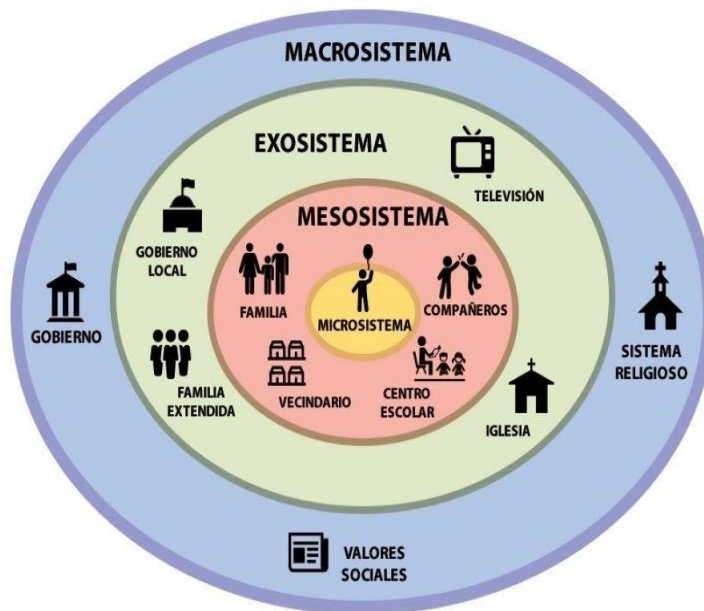 MACROSISTEMA
EXOSISTEMA
TELEVISIÓN
MESOSISTEMA
GOBIERNO
LOCAL
FAMILIA
COMPAÑEROS
MICROSISTEMA
GOBIERNO
SISTEMA
RELIGIOSO
FAMILIA
EXTENDIDA
VECINDARIO
CENTRO
ESCOLAR
IGLESIA
VALORES
SOCIALES